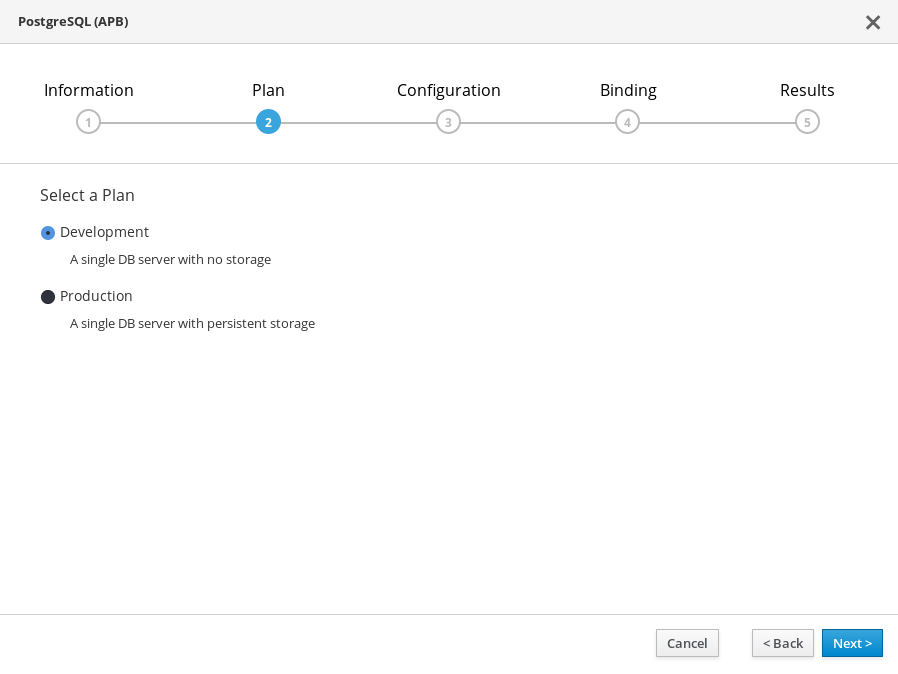 PostgreSQL (APB)
Information Plan Configuration Binding Results
1 2 3 4 5
Select a Plan
Development
A single DB server with no storage
Production
A single DB server with persistent storage
Cancel < Back Next >